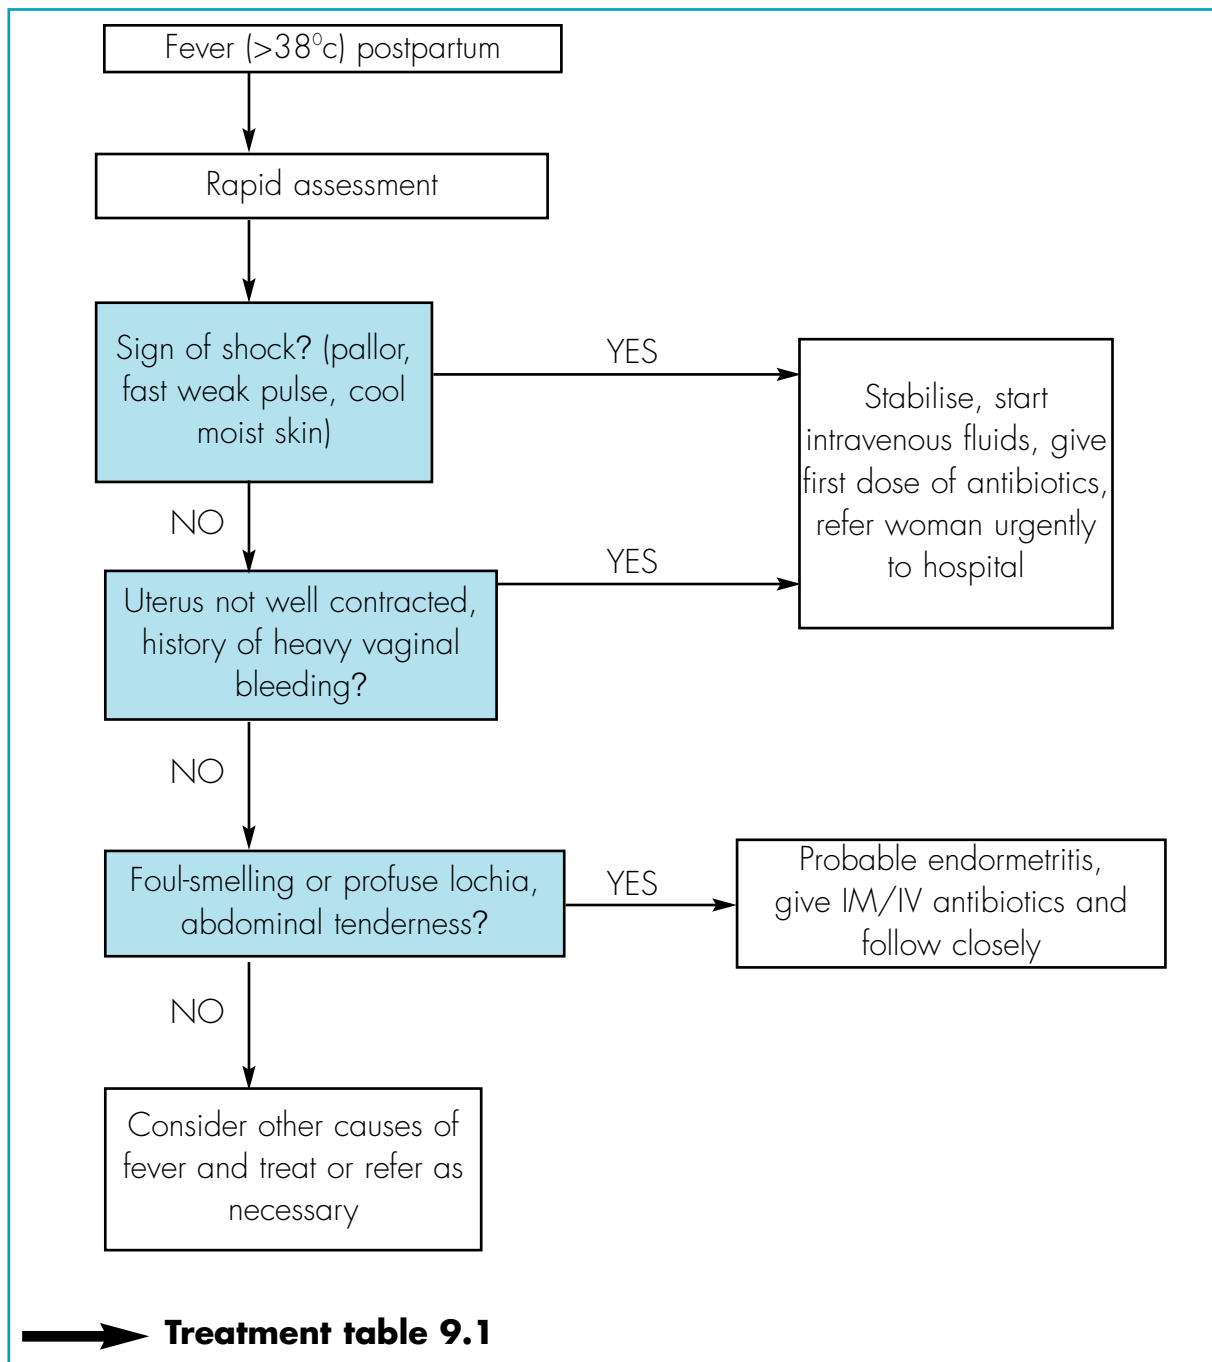 Fever (>38⁰c) postpartum
Rapid assessment
Sign of shock? (pallor,
fast weak pulse, cool
moist skin)
YES
Stabilise, start
intravenous fluids, give
first dose of antibiotics,
refer woman urgently
to hospital
NO
Uterus not well contracted,
history of heavy vaginal
bleeding?
YES
NO
Foul-smelling or profuse lochia,
abdominal tenderness?
YES
Probable endormetritis,
give IM/IV antibiotics and
follow closely
NO
Consider other causes of
fever and treat or refer as
necessary
Treatment table 9.1